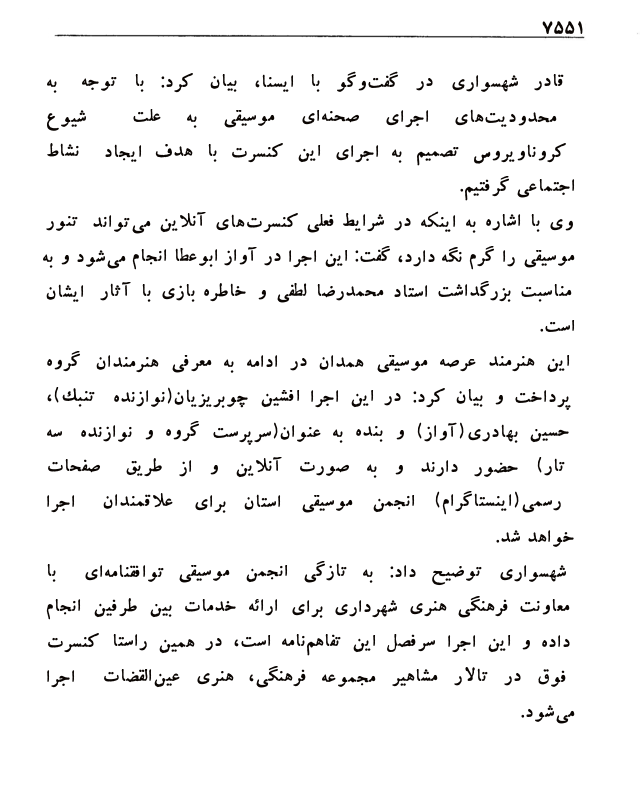 ۷۵۵۱
قادر شهسواری در گفت‌وگو با ایسنا، بیان کرد: با توجه به
محدودیت‌های اجرای صحنه‌ای موسیقی به علت شیوع
کروناویروس تصمیم به اجرای این کنسرت با هدف ایجاد نشاط
اجتماعی گرفتیم.
وی با اشاره به اینکه در شرایط فعلی کنسرت‌های آنلاین می‌تواند تنور
موسیقی را گرم نگه دارد، گفت: این اجرا در آواز ابوعطا انجام می‌شود و به
مناسبت بزرگداشت استاد محمدرضا لطفی و خاطره بازی با آثار ایشان
است.
این هنرمند عرصه موسیقی همدان در ادامه به معرفی هنرمندان گروه
پرداخت و بیان کرد: در این اجرا افشین چوبریزیان(نوازنده تنبک)،
حسین بهادری(آواز) و بنده به عنوان(سرپرست گروه و نوازنده سه
تار) حضور دارند و به صورت آنلاین و از طریق صفحات
رسمی(اینستاگرام) انجمن موسیقی استان برای علاقمندان اجرا
خواهد شد.
شهسواری توضیح داد: به تازگی انجمن موسیقی توافقنامه‌ای با
معاونت فرهنگی هنری شهرداری برای ارائه خدمات بین طرفین انجام
داده و این اجرا سرفصل این تفاهم‌نامه است، در همین راستا کنسرت
فوق در تالار مشاهیر مجموعه فرهنگی، هنری عین‌القضات اجرا
می‌شود.